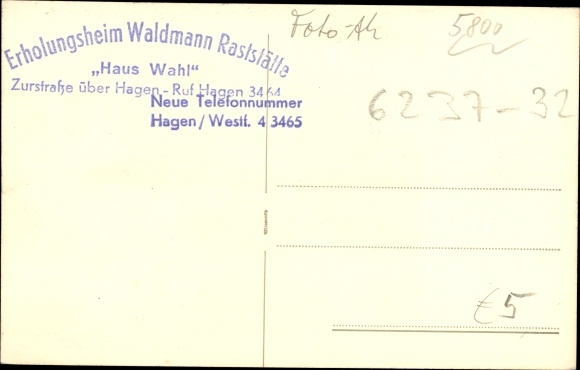 Erholungsheim Waldmann Raststätte
„Haus Wahl“
Zurstraße über Hagen - Ruf Hagen 3464
Neue Telefonnummer
Hagen/Westf. 4 3465
Foto-Ak
5800
6237-32
€5